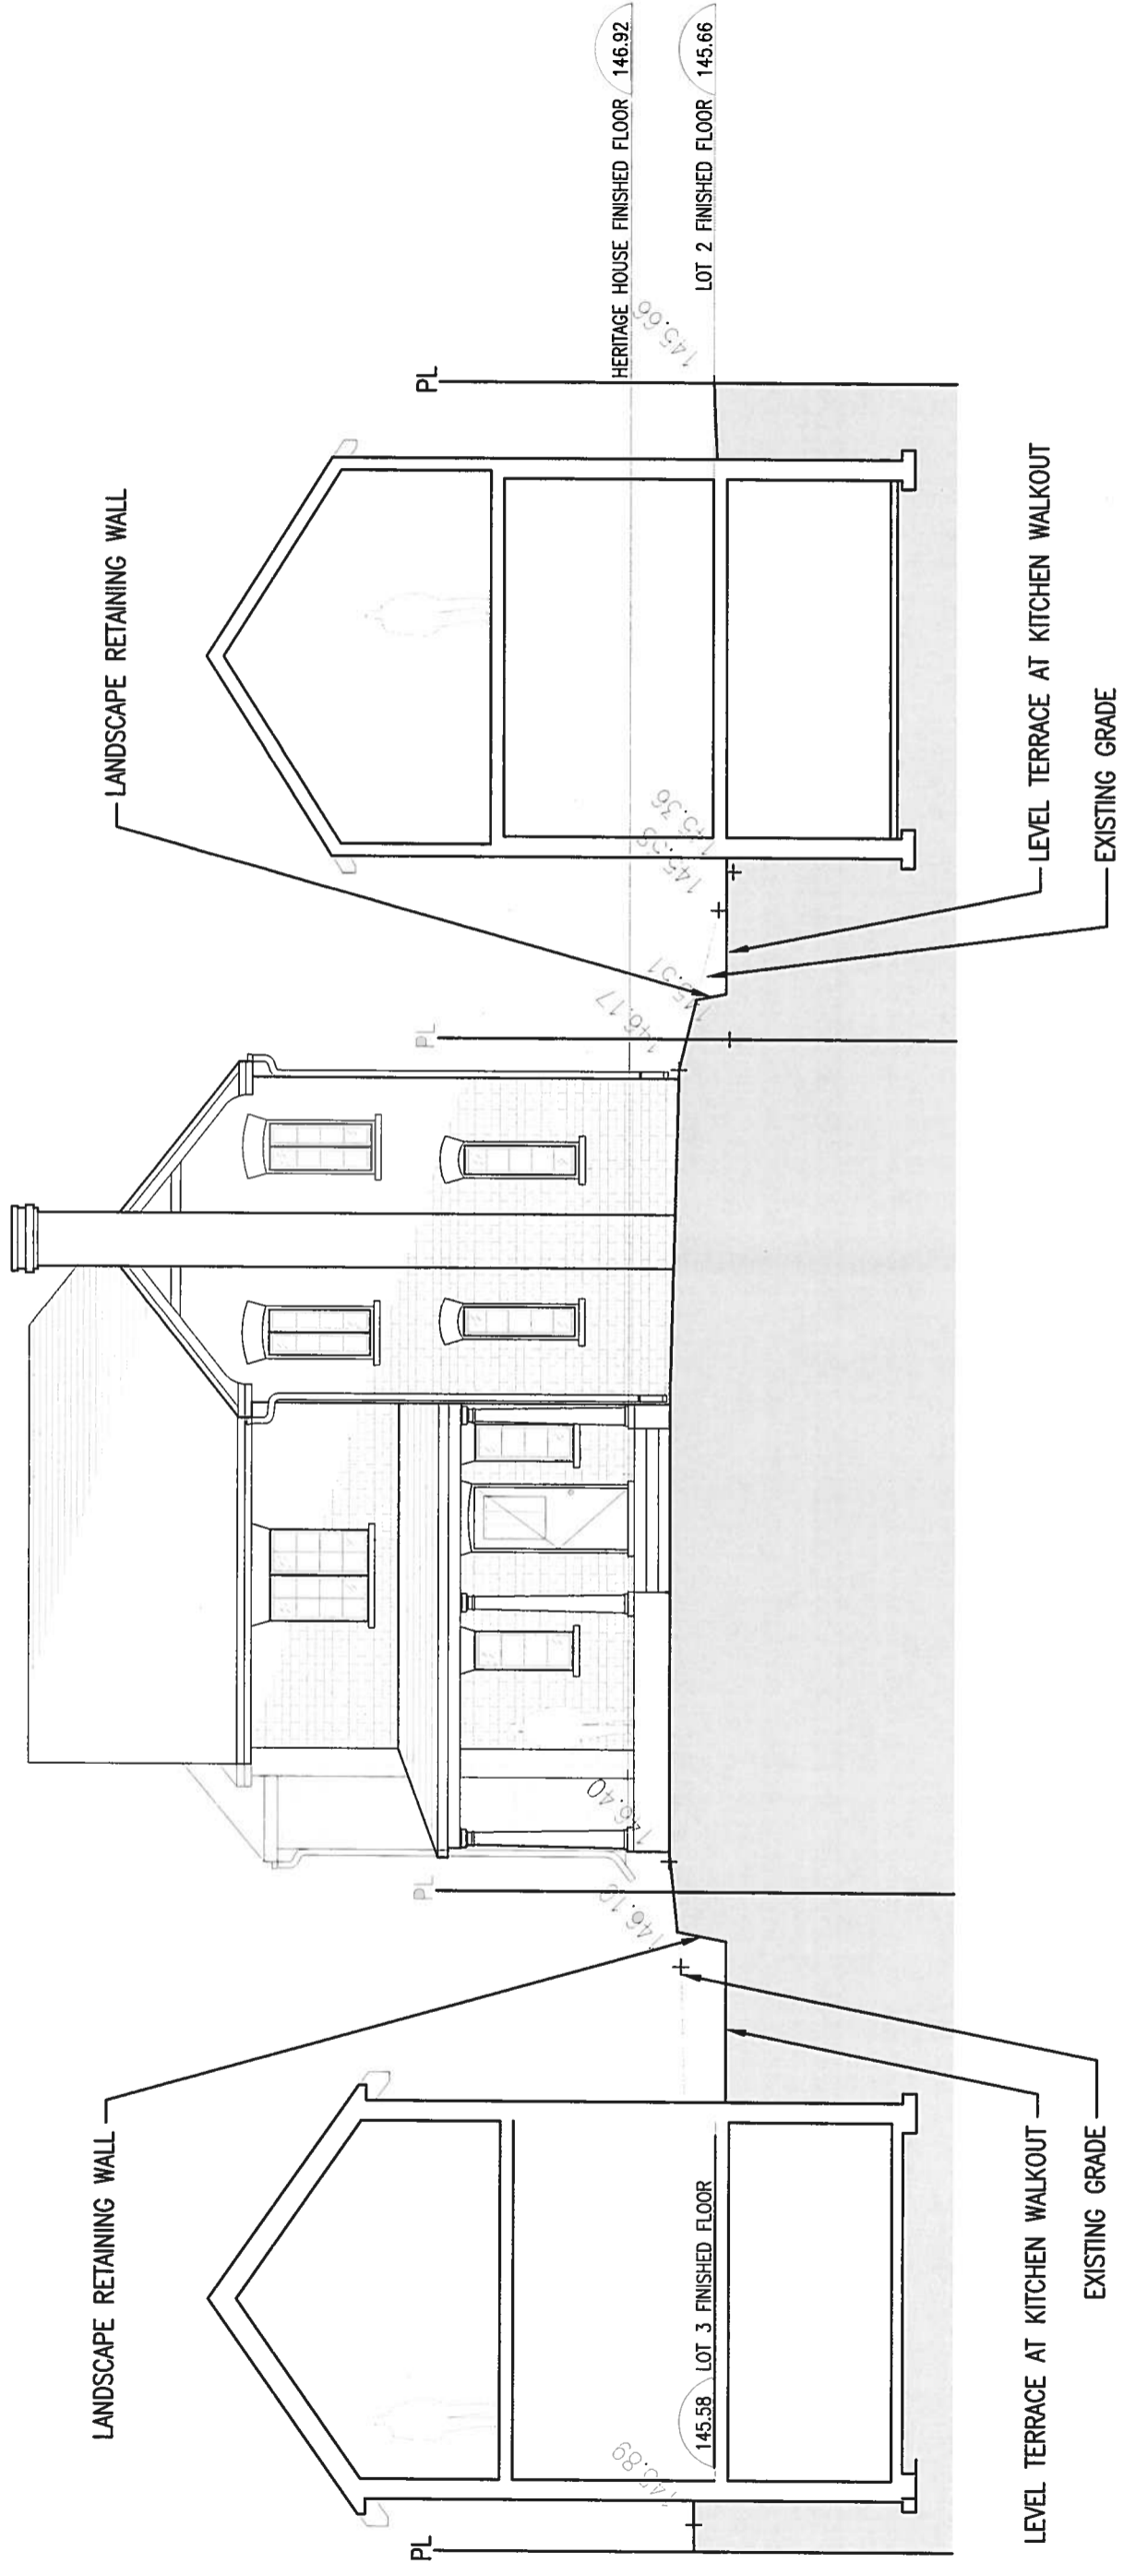 LANDSCAPE RETAINING WALL
LANDSCAPE RETAINING WALL
PL
PL
PL
PL
HERITAGE HOUSE FINISHED FLOOR 146.92
LOT 2 FINISHED FLOOR 145.66
145.66
145.36
146.17
146.40
146.10
145.58 LOT 3 FINISHED FLOOR
LEVEL TERRACE AT KITCHEN WALKOUT
EXISTING GRADE
LEVEL TERRACE AT KITCHEN WALKOUT
EXISTING GRADE